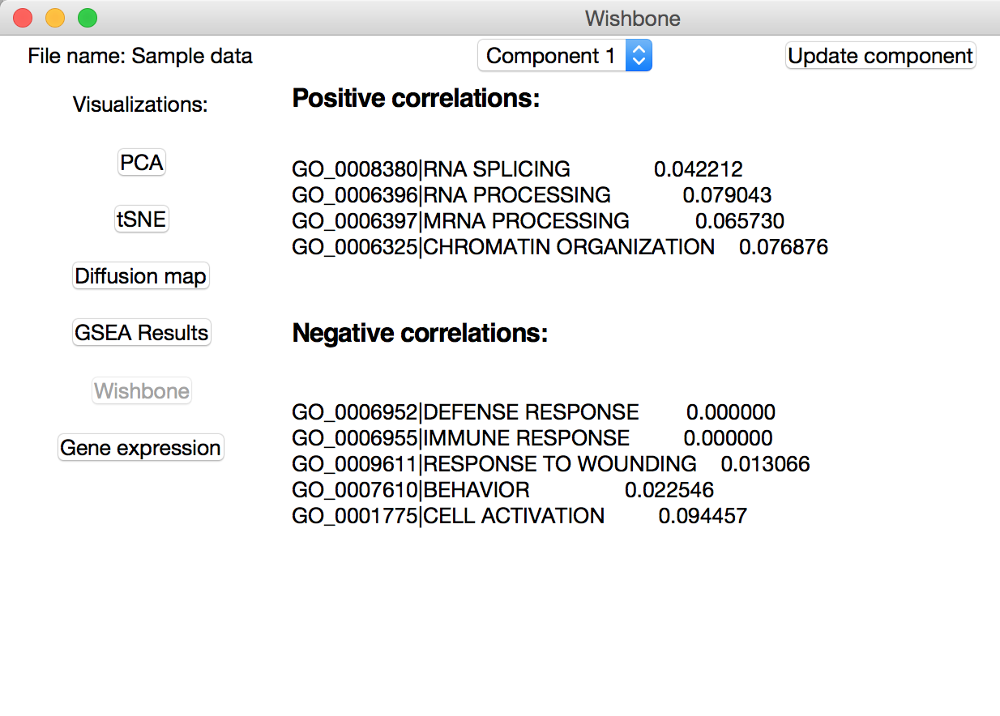 Wishbone
File name: Sample data
Component 1
Update component
Visualizations:
PCA
tSNE
Diffusion map
GSEA Results
Wishbone
Gene expression
Positive correlations:
GO_0008380|RNA SPLICING 0.042212
GO_0006396|RNA PROCESSING 0.079043
GO_0006397|MRNA PROCESSING 0.065730
GO_0006325|CHROMATIN ORGANIZATION 0.076876
Negative correlations:
GO_0006952|DEFENSE RESPONSE 0.000000
GO_0006955|IMMUNE RESPONSE 0.000000
GO_0009611|RESPONSE TO WOUNDING 0.013066
GO_0007610|BEHAVIOR 0.022546
GO_0001775|CELL ACTIVATION 0.094457